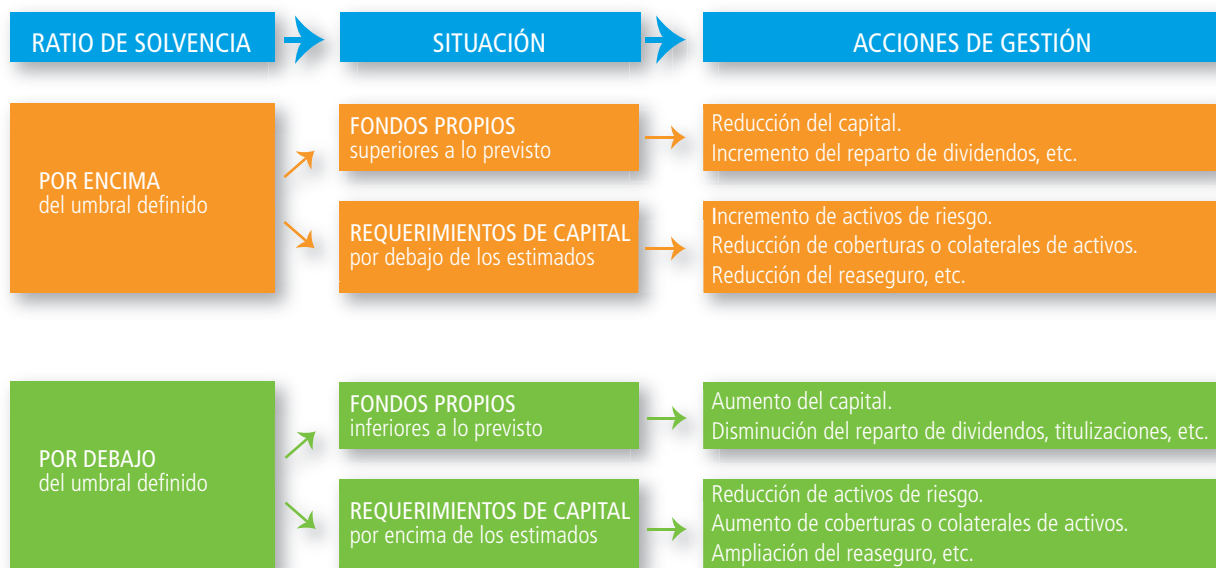 RATIO DE SOLVENCIA
SITUACIÓN
ACCIONES DE GESTIÓN
POR ENCIMA
del umbral definido
FONDOS PROPIOS
superiores a lo previsto
Reducción del capital.
Incremento del reparto de dividendos, etc.
REQUERIMIENTOS DE CAPITAL
por debajo de los estimados
Incremento de activos de riesgo.
Reducción de coberturas o colaterales de activos.
Reducción del reaseguro, etc.
POR DEBAJO
del umbral definido
FONDOS PROPIOS
inferiores a lo previsto
Aumento del capital.
Disminución del reparto de dividendos, titulizaciones, etc.
REQUERIMIENTOS DE CAPITAL
por encima de los estimados
Reducción de activos de riesgo.
Aumento de coberturas o colaterales de activos.
Ampliación del reaseguro, etc.